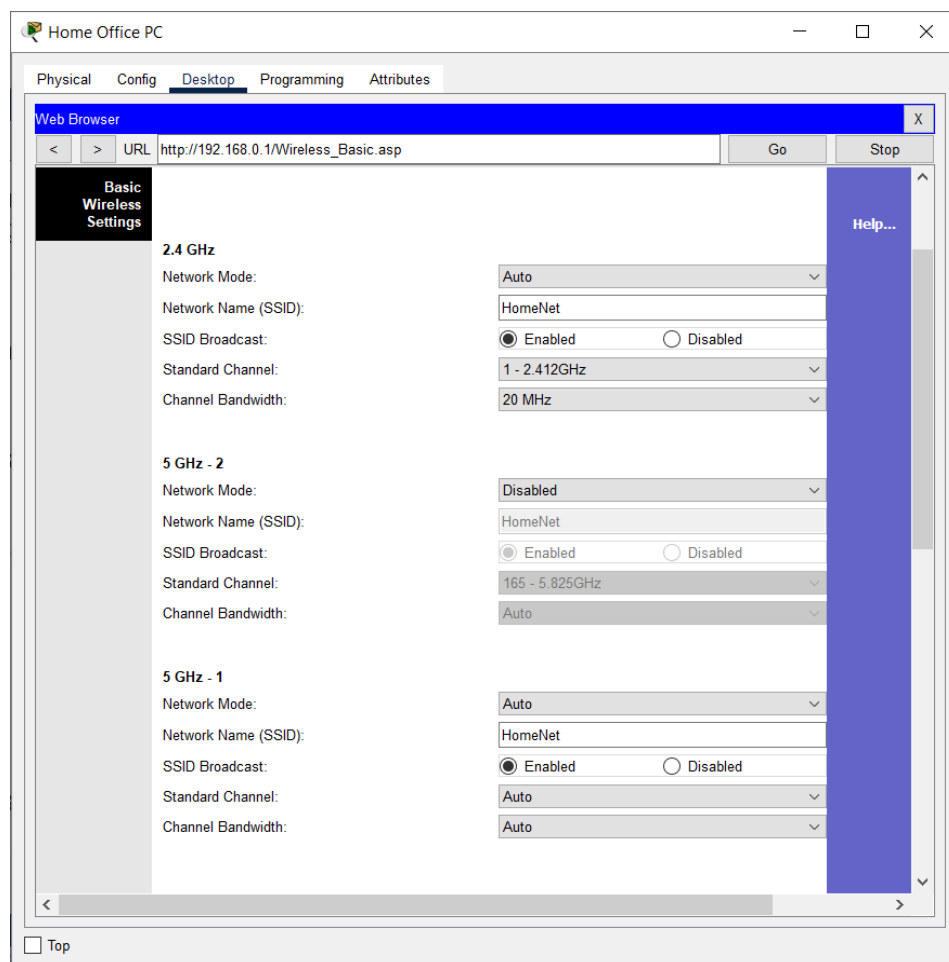 Home Office PC
Physical Config Desktop Programming Attributes
Web Browser X
< > URL http://192.168.0.1/Wireless_Basic.asp Go Stop
Basic
Wireless
Settings
Help...
2.4 GHz
Network Mode: Auto
Network Name (SSID): HomeNet
SSID Broadcast: Enabled Disabled
Standard Channel: 1 - 2.412GHz
Channel Bandwidth: 20 MHz
5 GHz - 2
Network Mode: Disabled
Network Name (SSID): HomeNet
SSID Broadcast: Enabled Disabled
Standard Channel: 165 - 5.825GHz
Channel Bandwidth: Auto
5 GHz - 1
Network Mode: Auto
Network Name (SSID): HomeNet
SSID Broadcast: Enabled Disabled
Standard Channel: Auto
Channel Bandwidth: Auto
Top